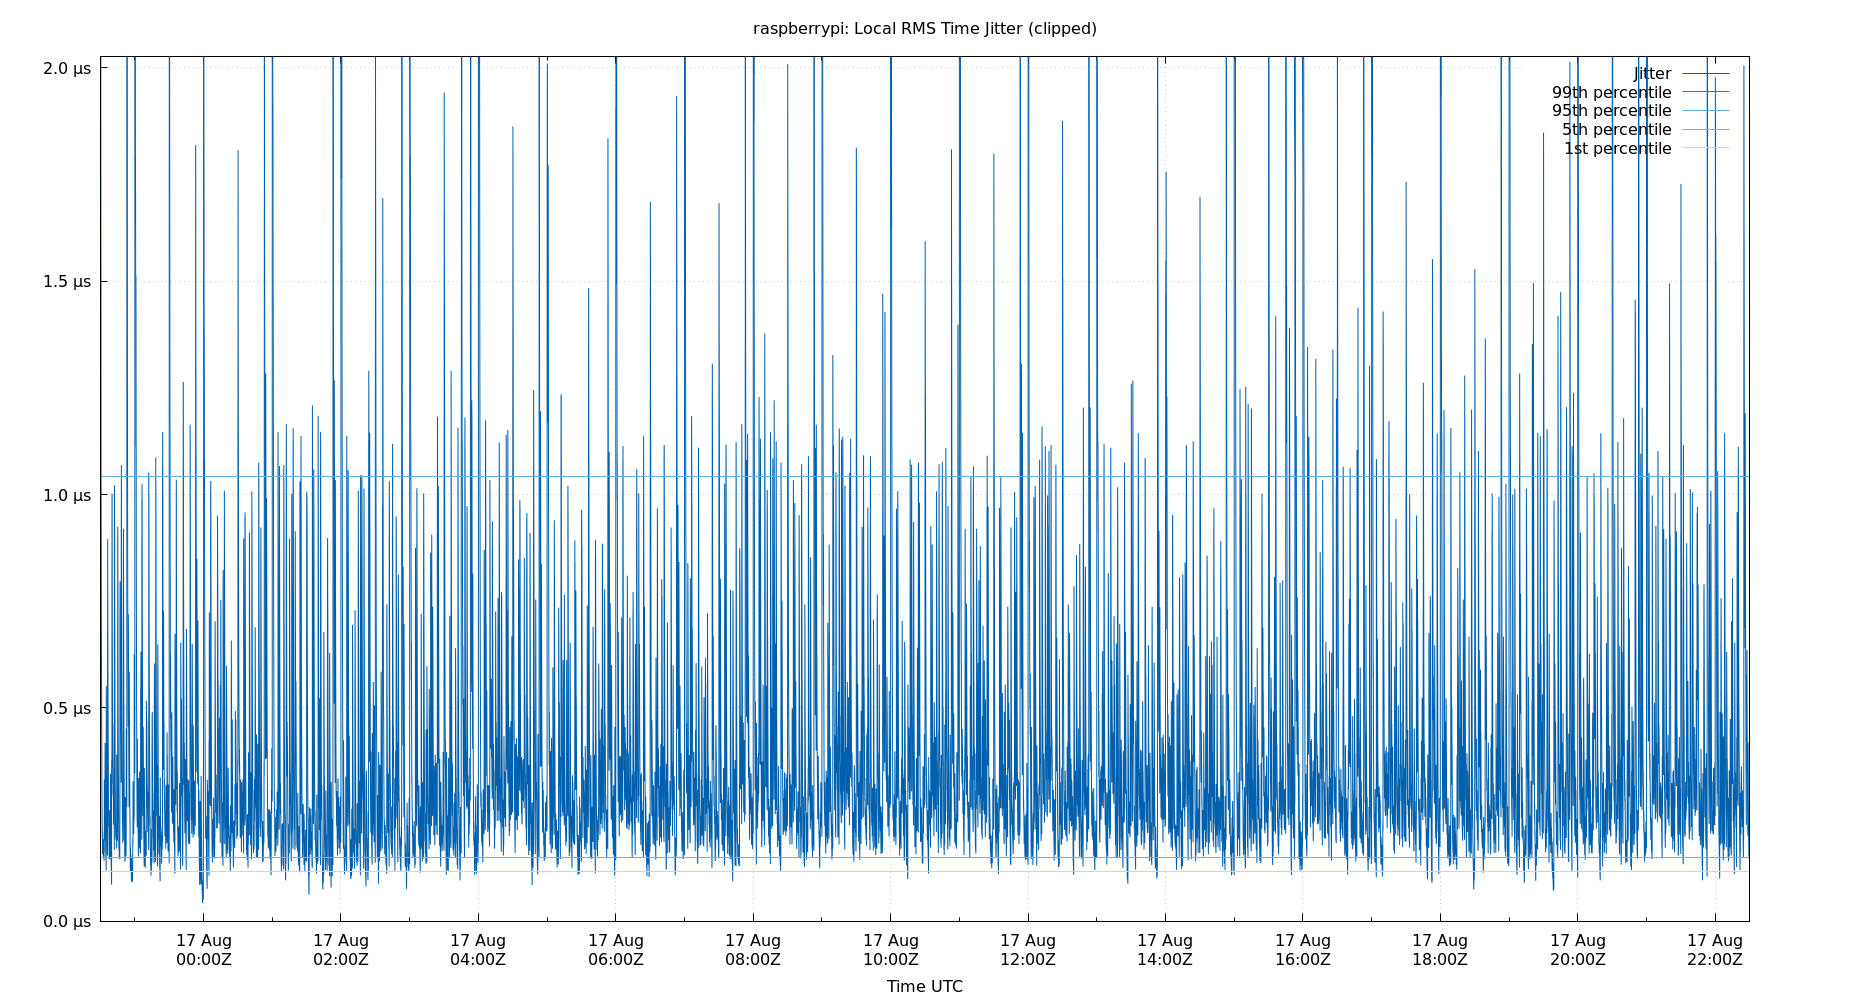 raspberrypi: Local RMS Time Jitter (clipped)
2.0 μs
1.5 μs
1.0 μs
0.5 μs
0.0 μs
Jitter
99th percentile
95th percentile
5th percentile
1st percentile
17 Aug 17 Aug 17 Aug 17 Aug 17 Aug 17 Aug 17 Aug 17 Aug 17 Aug 17 Aug 17 Aug 17 Aug
00:00Z 02:00Z 04:00Z 06:00Z 08:00Z 10:00Z 12:00Z 14:00Z 16:00Z 18:00Z 20:00Z 22:00Z
Time UTC